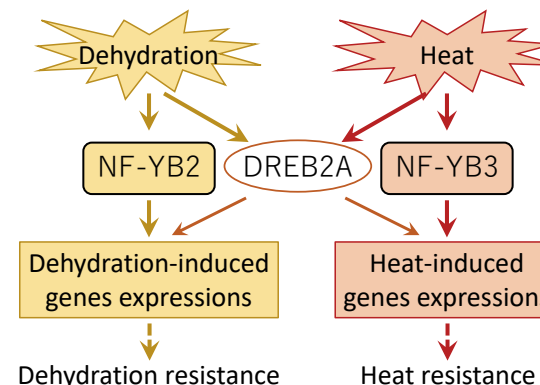 Dehydration
Heat
NF-YB2
DREB2A
NF-YB3
Dehydration-induced
genes expressions
Heat-induced
genes expression
Dehydration resistance
Heat resistance